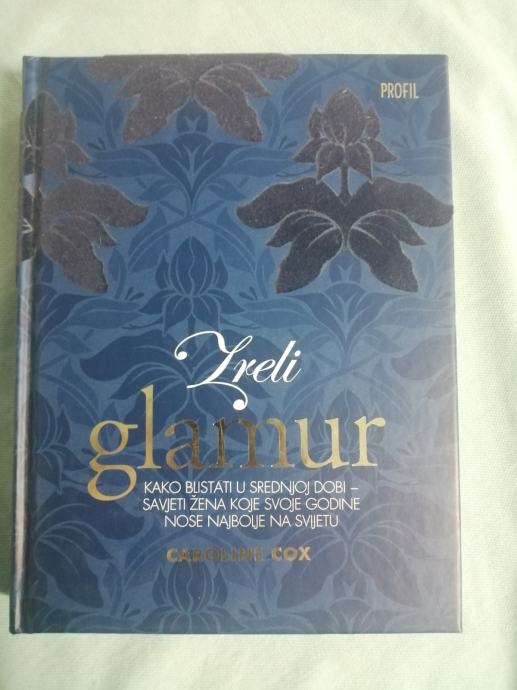 PROFIL
Zreli
glamur
KAKO BLISTATI U SREDNJOJ DOBI –
SAVJETI ŽENA KOJE SVOJE GODINE
NOSE NAJBOLJE NA SVIJETU
CAROLINE COX